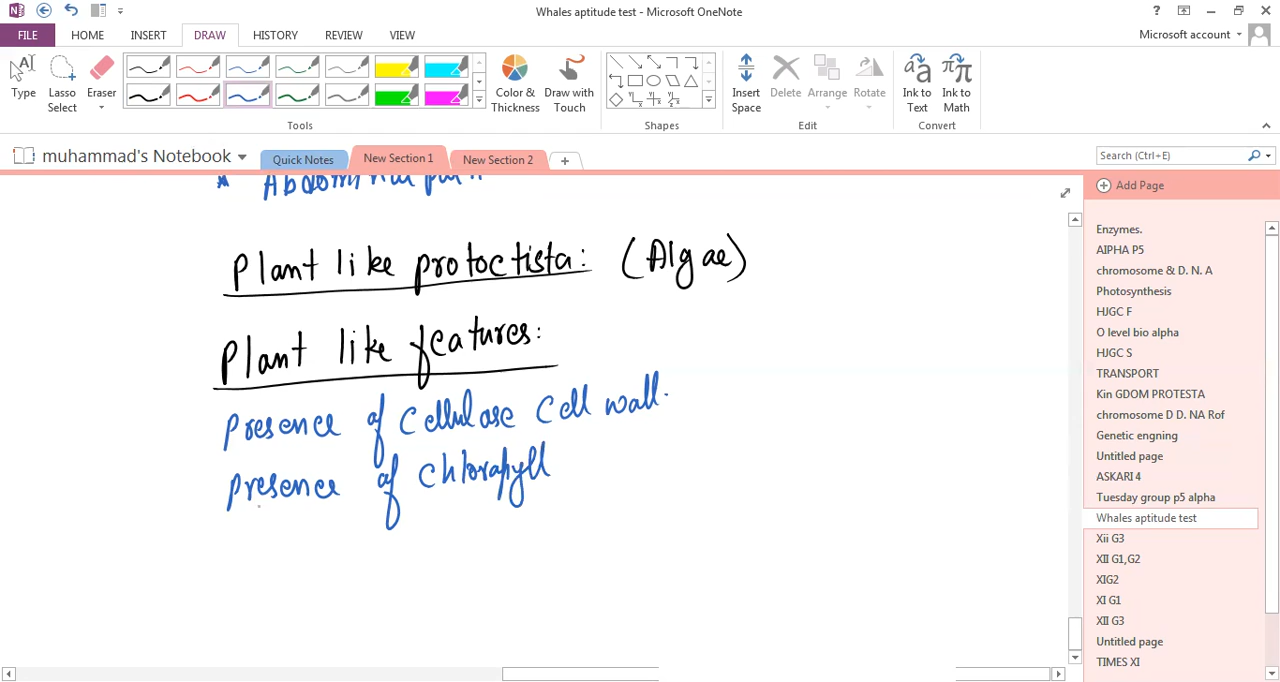 Whales aptitude test - Microsoft OneNote
?
FILE HOME INSERT DRAW HISTORY REVIEW VIEW
Microsoft account
Type Lasso Select Eraser
Color & Thickness
Draw with Touch
Insert Space
Delete Arrange Rotate
Ink to Text
Ink to Math
Tools Shapes Edit Convert
muhammad's Notebook
Quick Notes New Section 1 New Section 2 +
Search (Ctrl+E)
Add Page
* Abdominal pain
Plant like protoctista: (Algae)
Plant like features:
Presence of Cellulase Cell wall.
Presence of Chlorapyll
Enzymes.
AlPHA P5
chromosome & D. N. A
Photosynthesis
HJGC F
O level bio alpha
HJGC S
TRANSPORT
Kin GDOM PROTESTA
chromosome D D. NA Rof
Genetic engning
Untitled page
ASKARI 4
Tuesday group p5 alpha
Whales aptitude test
Xii G3
XII G1,G2
XIG2
XI G1
XII G3
Untitled page
TIMES XI